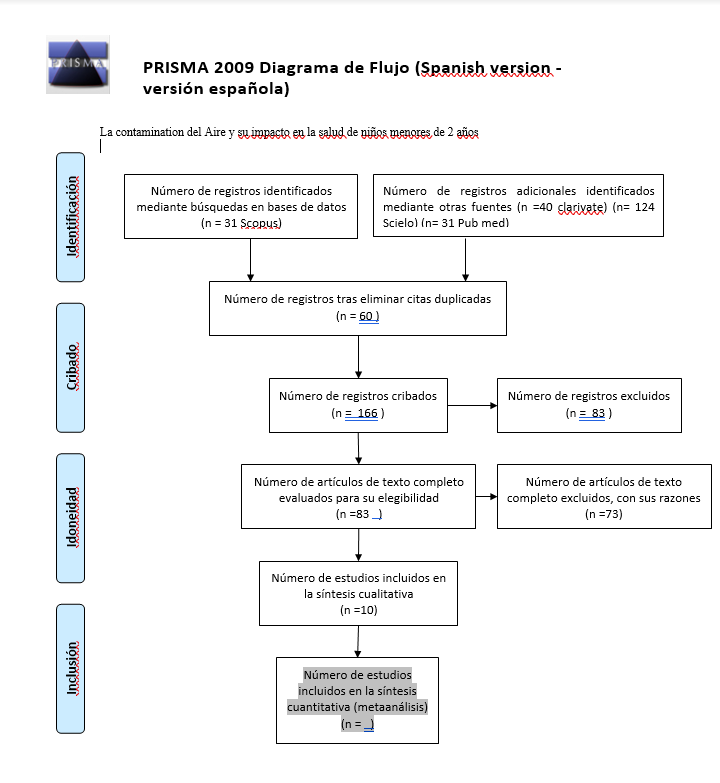 PRISMA
PRISMA 2009 Diagrama de Flujo (Spanish version -
versión española)
La contamination del Aire y su impacto en la salud de niños menores de 2 años
Identificación
Número de registros identificados
mediante búsquedas en bases de datos
(n = 31 Scopus)
Número de registros adicionales identificados
mediante otras fuentes (n =40 clarivate) (n= 124
Scielo) (n= 31 Pub med)
Número de registros tras eliminar citas duplicadas
(n = 60 )
Cribado
Número de registros cribados
(n = 166 )
Número de registros excluidos
(n = 83 )
Idoneidad
Número de artículos de texto completo
evaluados para su elegibilidad
(n =83 )
Número de artículos de texto
completo excluidos, con sus razones
(n =73)
Número de estudios incluidos en
la síntesis cualitativa
(n =10)
Inclusión
Número de estudios
incluidos en la síntesis
cuantitativa (metaanálisis)
(n = )